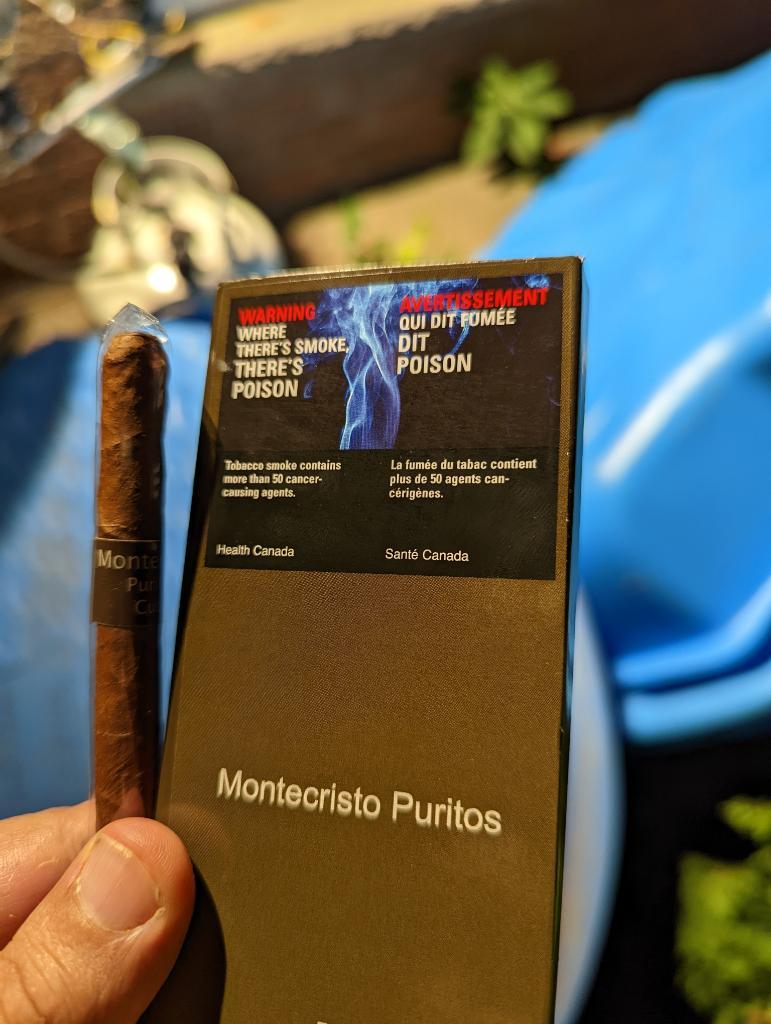 WARNING
WHERE
THERE'S SMOKE,
THERE'S
POISON
AVERTISSEMENT
QUI DIT FUMÉE
DIT
POISON
Tobacco smoke contains
more than 50 cancer-
causing agents.
La fumée du tabac contient
plus de 50 agents can-
cérigènes.
Health Canada
Santé Canada
Monte
Puri
Cu
Montecristo Puritos